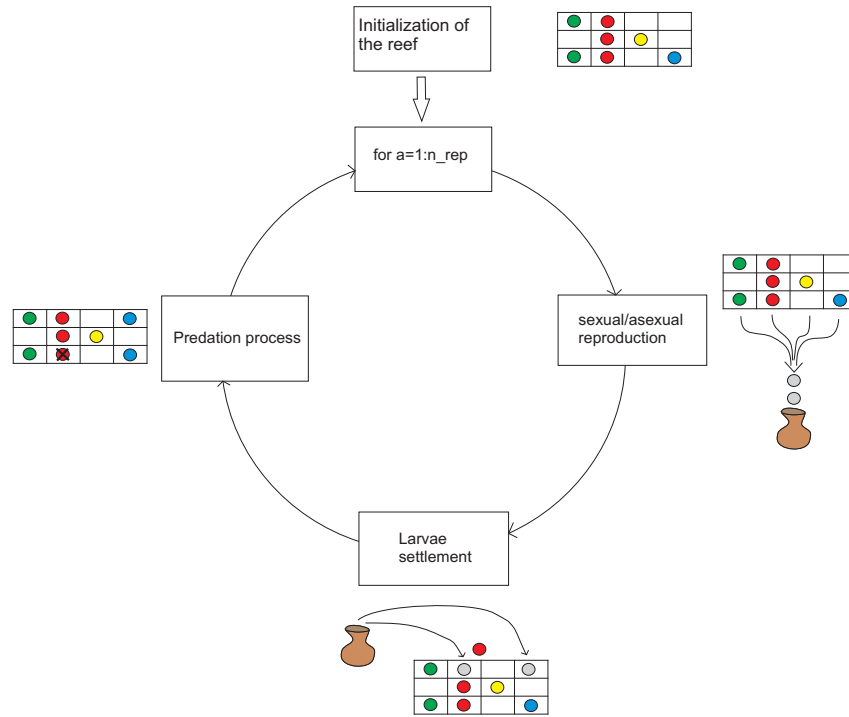 Initialization of
the reef
for a=1:n_rep
sexual/asexual
reproduction
Predation process
Larvae
settlement